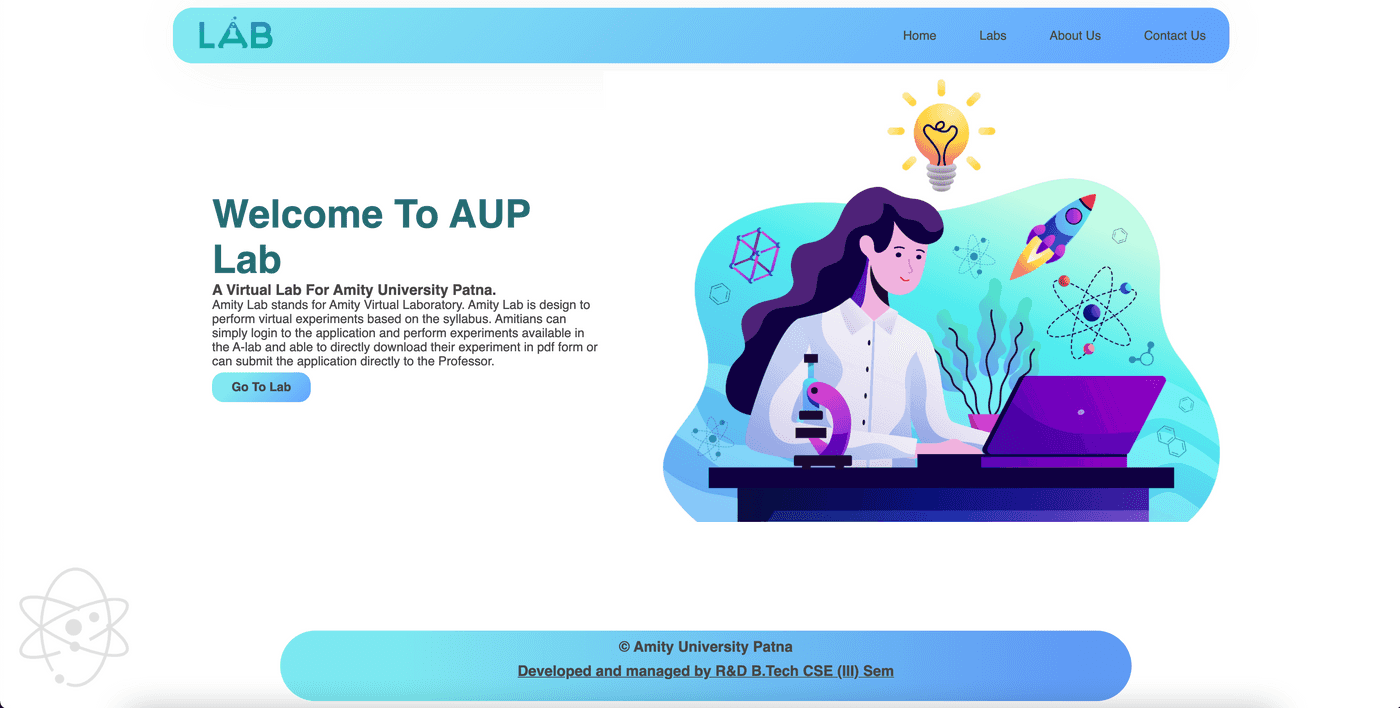 LAB
Home
Labs
About Us
Contact Us
Welcome To AUP
Lab
A Virtual Lab For Amity University Patna.
Amity Lab stands for Amity Virtual Laboratory. Amity Lab is design to
perform virtual experiments based on the syllabus. Amitians can
simply login to the application and perform experiments available in
the A-lab and able to directly download their experiment in pdf form or
can submit the application directly to the Professor.
Go To Lab
© Amity University Patna
Developed and managed by R&D B.Tech CSE (III) Sem